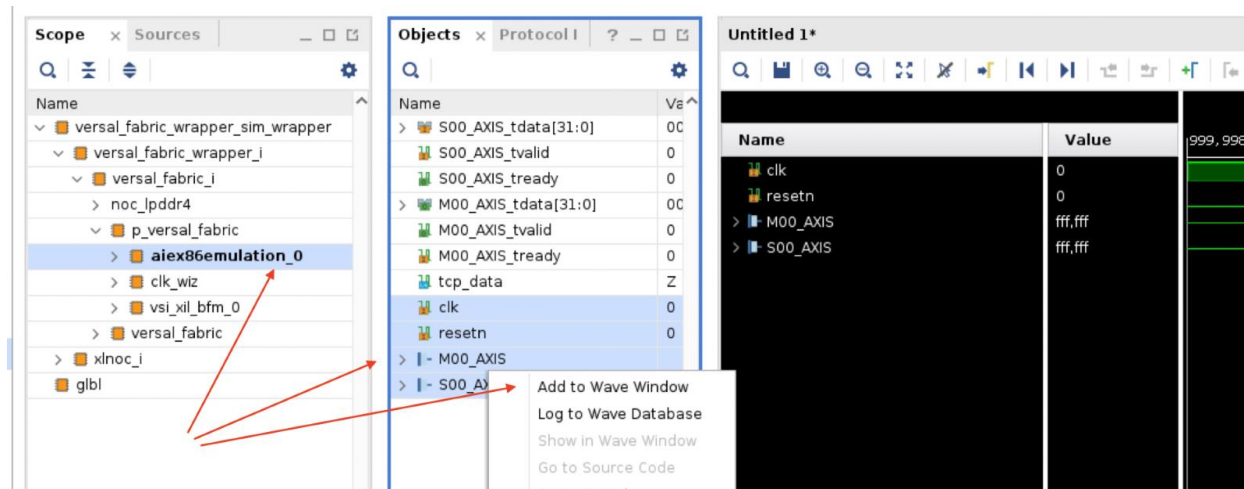 Scope
Sources
Name
versal_fabric_wrapper_sim_wrapper
versal_fabric_wrapper_i
versal_fabric_i
noc_lpddr4
p_versal_fabric
aiex86emulation_0
clk_wiz
vsi_xil_bfm_0
versal_fabric
xlnoc_i
glbl
Objects
Protocol I
Name Va
S00_AXIS_tdata[31:0] 00
S00_AXIS_tvalid 0
S00_AXIS_tready 0
M00_AXIS_tdata[31:0] 00
M00_AXIS_tvalid 0
M00_AXIS_tready 0
tcp_data Z
clk 0
resetn 0
M00_AXIS
S00_AX
Add to Wave Window
Log to Wave Database
Show in Wave Window
Go to Source Code
Untitled 1*
Name Value
999,998
clk 0
resetn 0
M00_AXIS fff,fff
S00_AXIS fff,fff